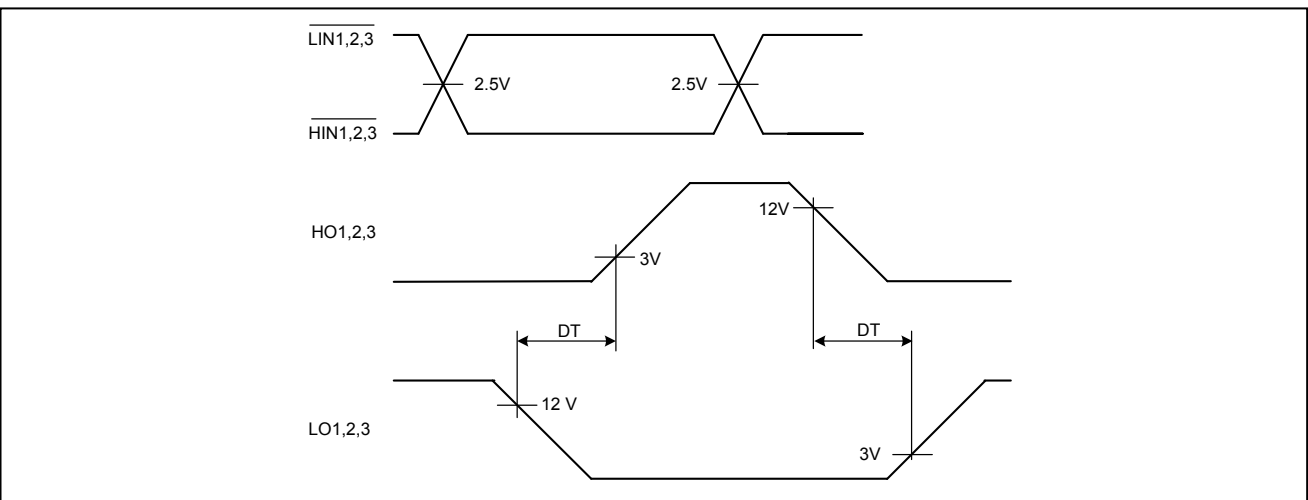 LIN1,2,3
2.5V 2.5V
HIN1,2,3
12V
HO1,2,3
3V
DT DT
12 V
LO1,2,3
3V